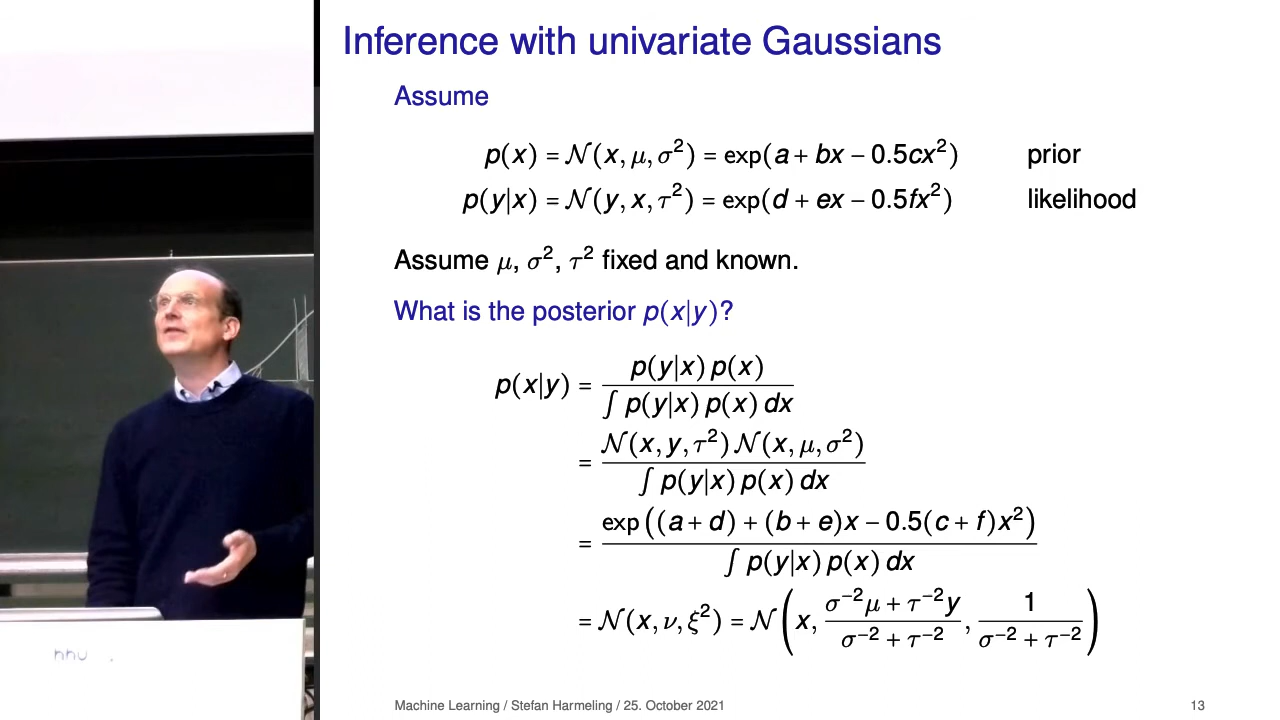 Inference with univariate Gaussians
Assume
p(x) = 𝒩(x, μ, σ²) = exp(a + bx − 0.5cx²) prior
p(y|x) = 𝒩(y, x, τ²) = exp(d + ex − 0.5fx²) likelihood
Assume μ, σ², τ² fixed and known.
What is the posterior p(x|y)?
p(x|y) = p(y|x) p(x) / ∫ p(y|x) p(x) dx
= 𝒩(x, y, τ²) 𝒩(x, μ, σ²) / ∫ p(y|x) p(x) dx
= exp((a + d) + (b + e)x − 0.5(c + f)x²) / ∫ p(y|x) p(x) dx
= 𝒩(x, ν, ξ²) = 𝒩(x, (σ⁻²μ + τ⁻²y) / (σ⁻² + τ⁻²), 1 / (σ⁻² + τ⁻²))
hhu
Machine Learning / Stefan Harmeling / 25. October 2021 13